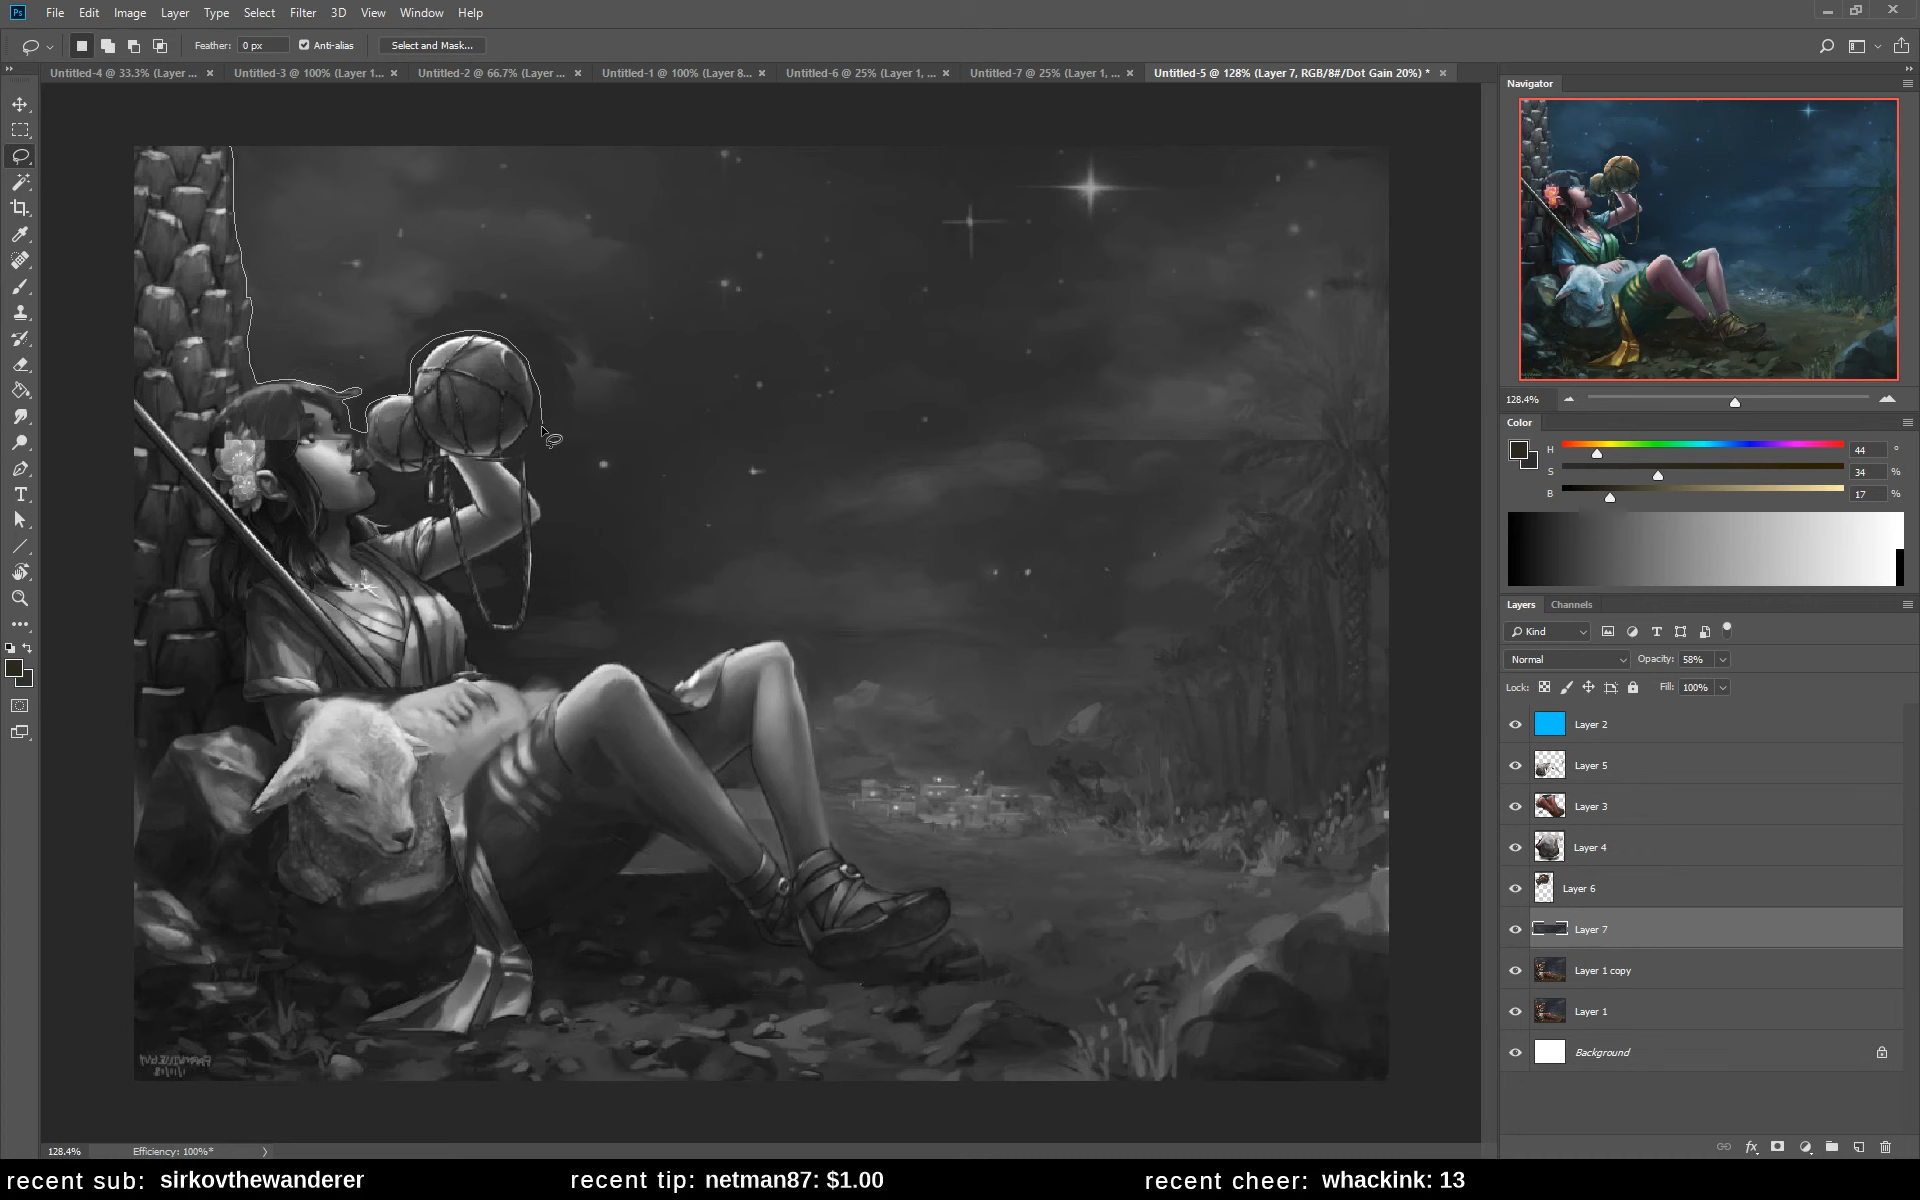 Ps File Edit Image Layer Type Select Filter 3D View Window Help
Feather: 0 px Anti-alias Select and Mask...
Untitled-4 @ 33.3% (Layer ... × Untitled-3 @ 100% (Layer 1... × Untitled-2 @ 66.7% (Layer ... × Untitled-1 @ 100% (Layer 8... × Untitled-6 @ 25% (Layer 1, ... × Untitled-7 @ 25% (Layer 1, ... × Untitled-5 @ 128% (Layer 7, RGB/8#/Dot Gain 20%) * ×
Navigator
128.4%
Color
H 44 °
S 34 %
B 17 %
Layers Channels
Kind
Normal Opacity: 58%
Lock: Fill: 100%
Layer 2
Layer 5
Layer 3
Layer 4
Layer 6
Layer 7
Layer 1 copy
Layer 1
Background
128.4% Efficiency: 100%*
recent sub: sirkovthewanderer recent tip: netman87: $1.00 recent cheer: whackink: 13